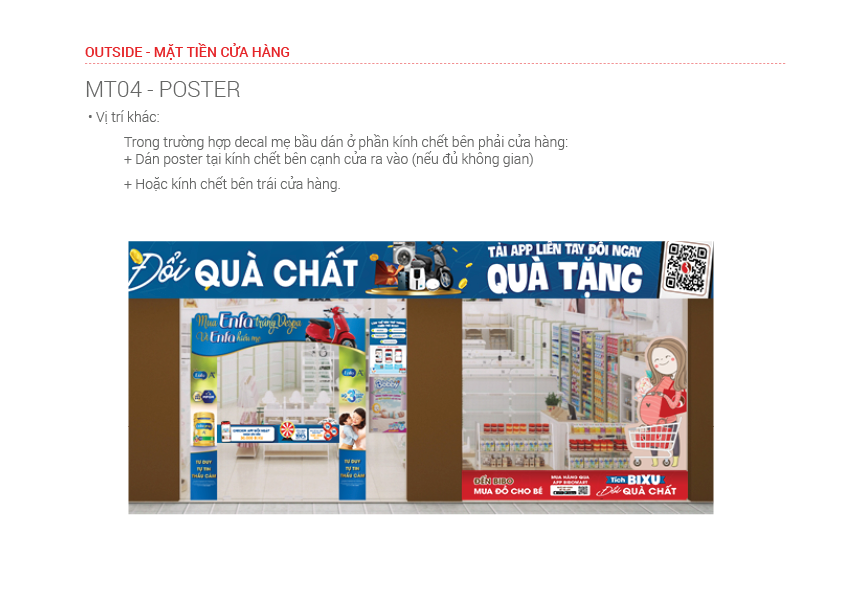 OUTSIDE - MẶT TIỀN CỬA HÀNG
MT04 - POSTER
• Vị trí khác:
Trong trường hợp decal mẹ bầu dán ở phần kính chết bên phải cửa hàng:
+ Dán poster tại kính chết bên cạnh cửa ra vào (nếu đủ không gian)
+ Hoặc kính chết bên trái cửa hàng.
Đổi QUÀ CHẤT
TẢI APP LIỀN TAY ĐỔI NGAY
QUÀ TẶNG
Mua Enfa trúng Vespa
Vì Enfa hiểu mẹ
Enfa
Enfa
TƯ DUY
TỰ TIN
THẤU CẢM
TƯ DUY
TỰ TIN
THẤU CẢM
ĐẾN BIBO
MUA ĐỒ CHO BÉ
MUA HÀNG QUA
APP BIBOMART
Tích BIXU
Đổi QUÀ CHẤT